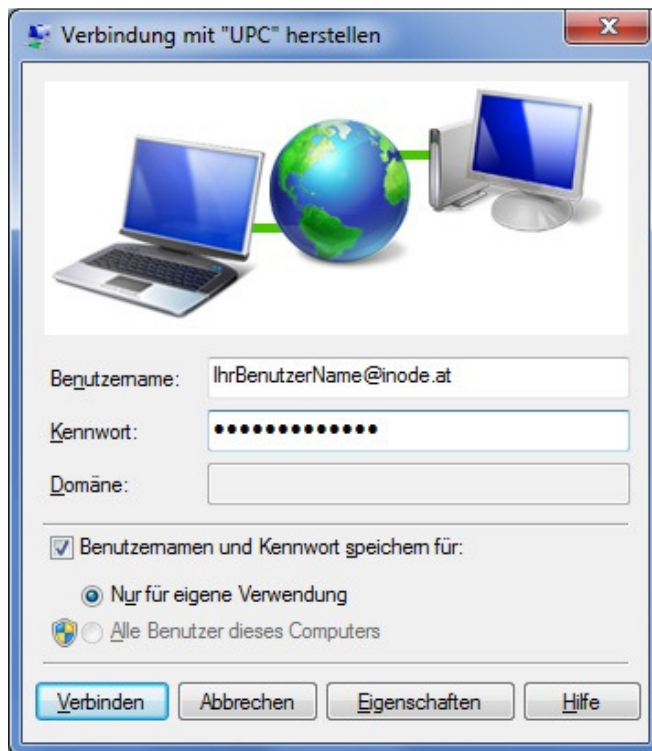 Verbindung mit "UPC" herstellen
Benutzername: IhrBenutzerName@inode.at
Kennwort: •••••••••••••
Domäne:
Benutzernamen und Kennwort speichern für:
Nur für eigene Verwendung
Alle Benutzer dieses Computers
Verbinden Abbrechen Eigenschaften Hilfe